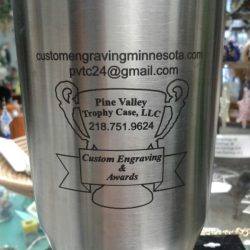 customengravingminnesota.com
pvtc24@gmail.com
Pine Valley
Trophy Case, LLC
218.751.9624
Custom Engraving
&
Awards